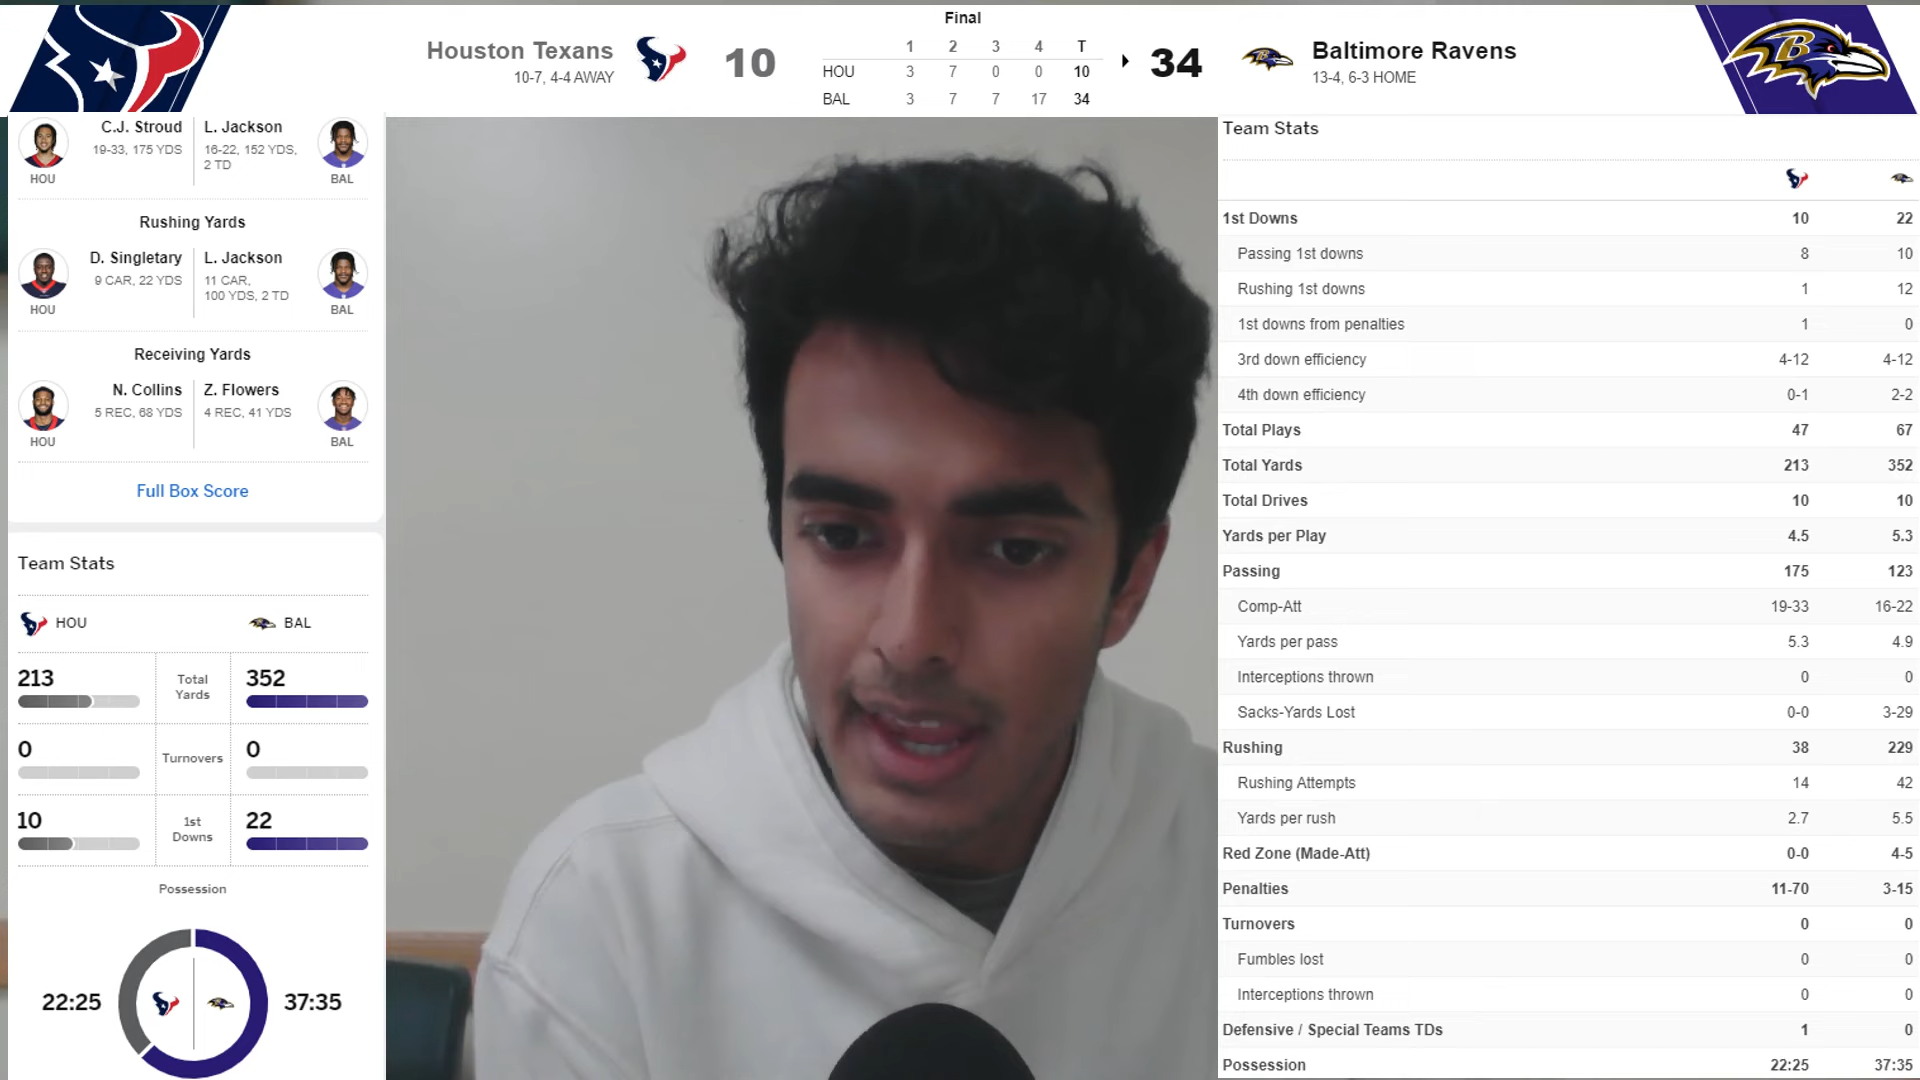 Final
Houston Texans
10-7, 4-4 AWAY
10
1 2 3 4 T
HOU 3 7 0 0 10
BAL 3 7 7 17 34
34
Baltimore Ravens
13-4, 6-3 HOME
C.J. Stroud
19-33, 175 YDS
HOU
L. Jackson
16-22, 152 YDS,
2 TD
BAL
Rushing Yards
D. Singletary
9 CAR, 22 YDS
HOU
L. Jackson
11 CAR,
100 YDS, 2 TD
BAL
Receiving Yards
N. Collins
5 REC, 68 YDS
HOU
Z. Flowers
4 REC, 41 YDS
BAL
Full Box Score
Team Stats
HOU BAL
213 Total Yards 352
0 Turnovers 0
10 1st Downs 22
Possession
22:25 37:35
Team Stats
1st Downs 10 22
Passing 1st downs 8 10
Rushing 1st downs 1 12
1st downs from penalties 1 0
3rd down efficiency 4-12 4-12
4th down efficiency 0-1 2-2
Total Plays 47 67
Total Yards 213 352
Total Drives 10 10
Yards per Play 4.5 5.3
Passing 175 123
Comp-Att 19-33 16-22
Yards per pass 5.3 4.9
Interceptions thrown 0 0
Sacks-Yards Lost 0-0 3-29
Rushing 38 229
Rushing Attempts 14 42
Yards per rush 2.7 5.5
Red Zone (Made-Att) 0-0 4-5
Penalties 11-70 3-15
Turnovers 0 0
Fumbles lost 0 0
Interceptions thrown 0 0
Defensive / Special Teams TDs 1 0
Possession 22:25 37:35